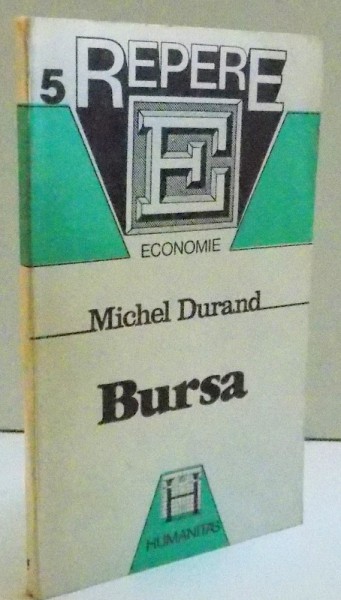 5 REPERE
E
ECONOMIE
Michel Durand
Bursa
H
HUMANITAS